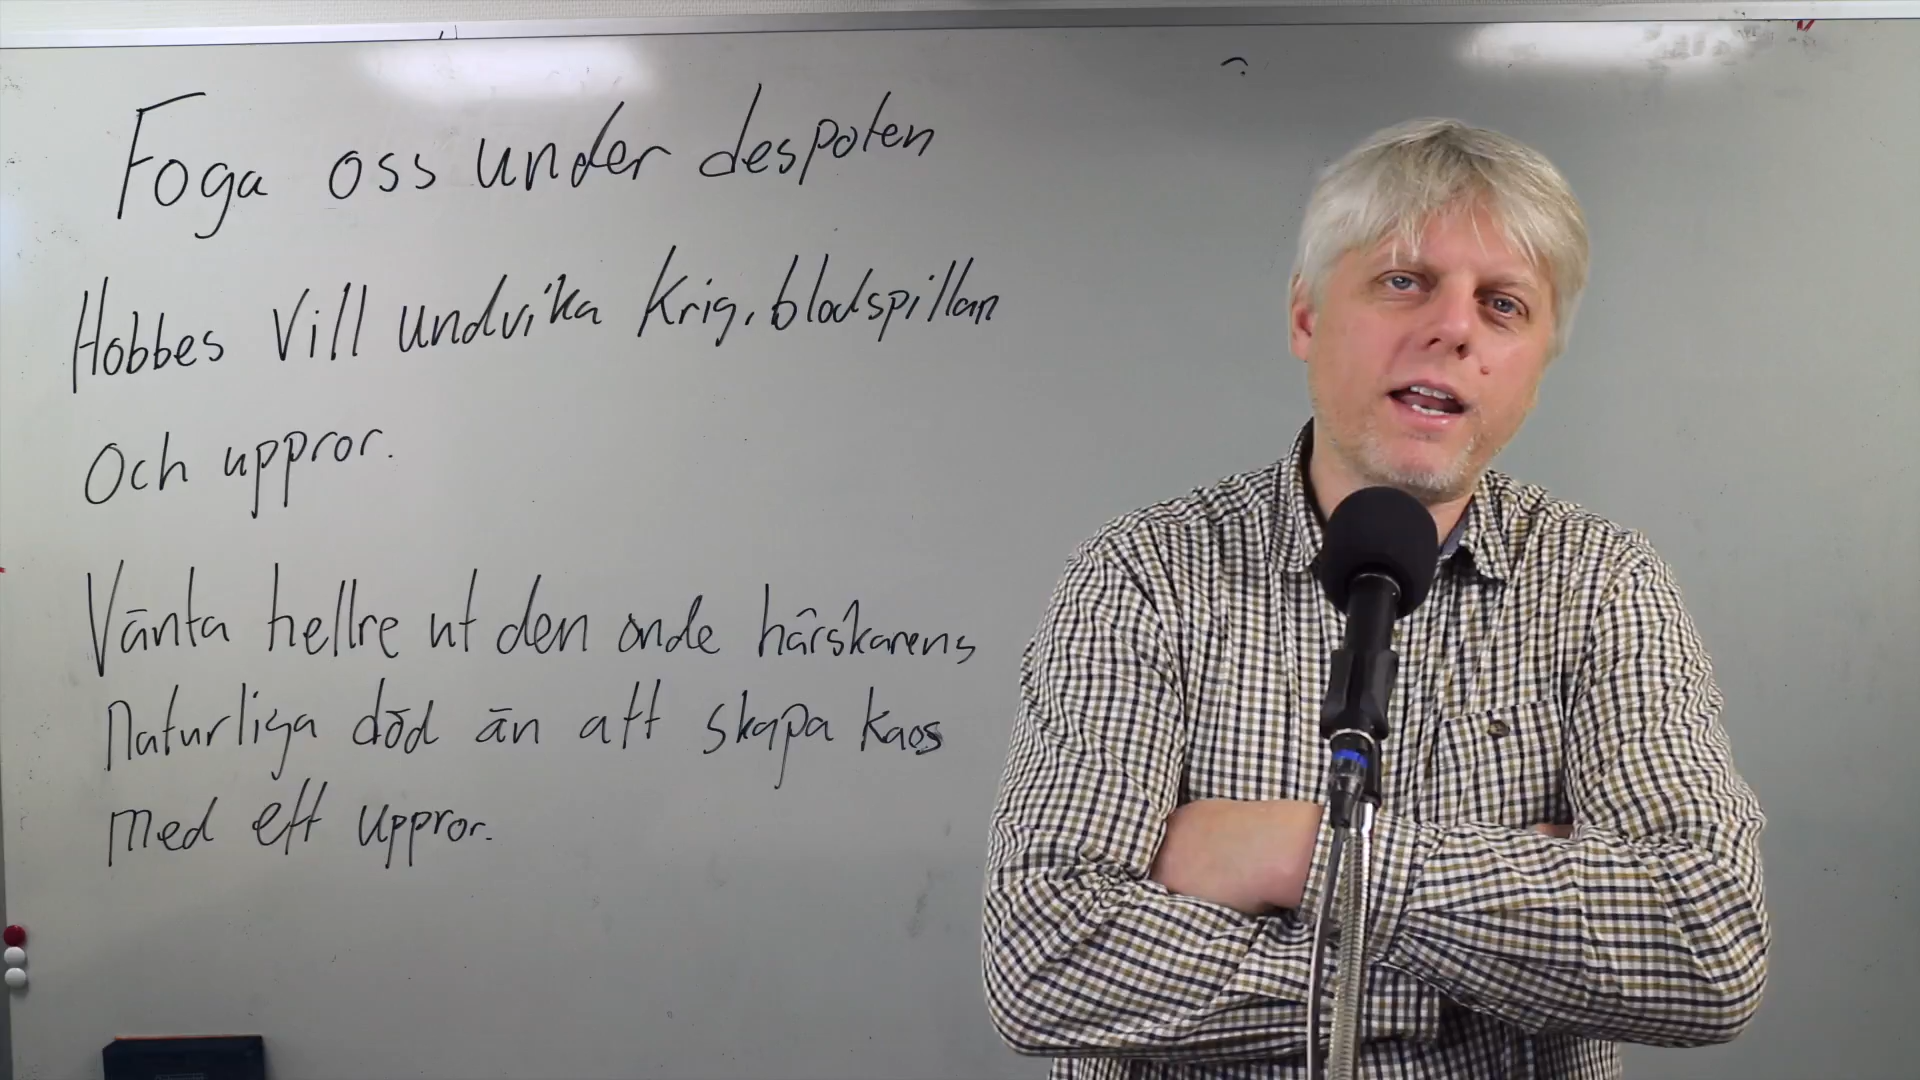 Foga oss under despoten
Hobbes vill undvika krig, blodspillan
Och uppror.
Vänta hellre ut den onde härskarens
naturliga död än att skapa kaos
med ett uppror.